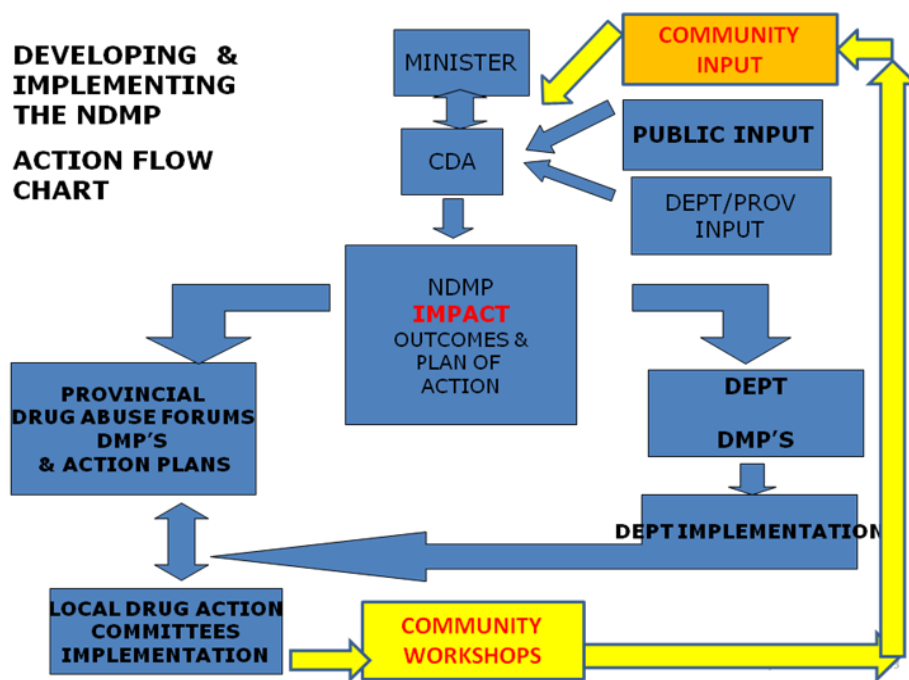 DEVELOPING &
IMPLEMENTING
THE NDMP
ACTION FLOW
CHART
MINISTER
COMMUNITY
INPUT
CDA
PUBLIC INPUT
DEPT/PROV
INPUT
NDMP
IMPACT
OUTCOMES &
PLAN OF
ACTION
PROVINCIAL
DRUG ABUSE FORUMS
DMP'S
& ACTION PLANS
DEPT
DMP'S
DEPT IMPLEMENTATION
LOCAL DRUG ACTION
COMMITTEES
IMPLEMENTATION
COMMUNITY
WORKSHOPS